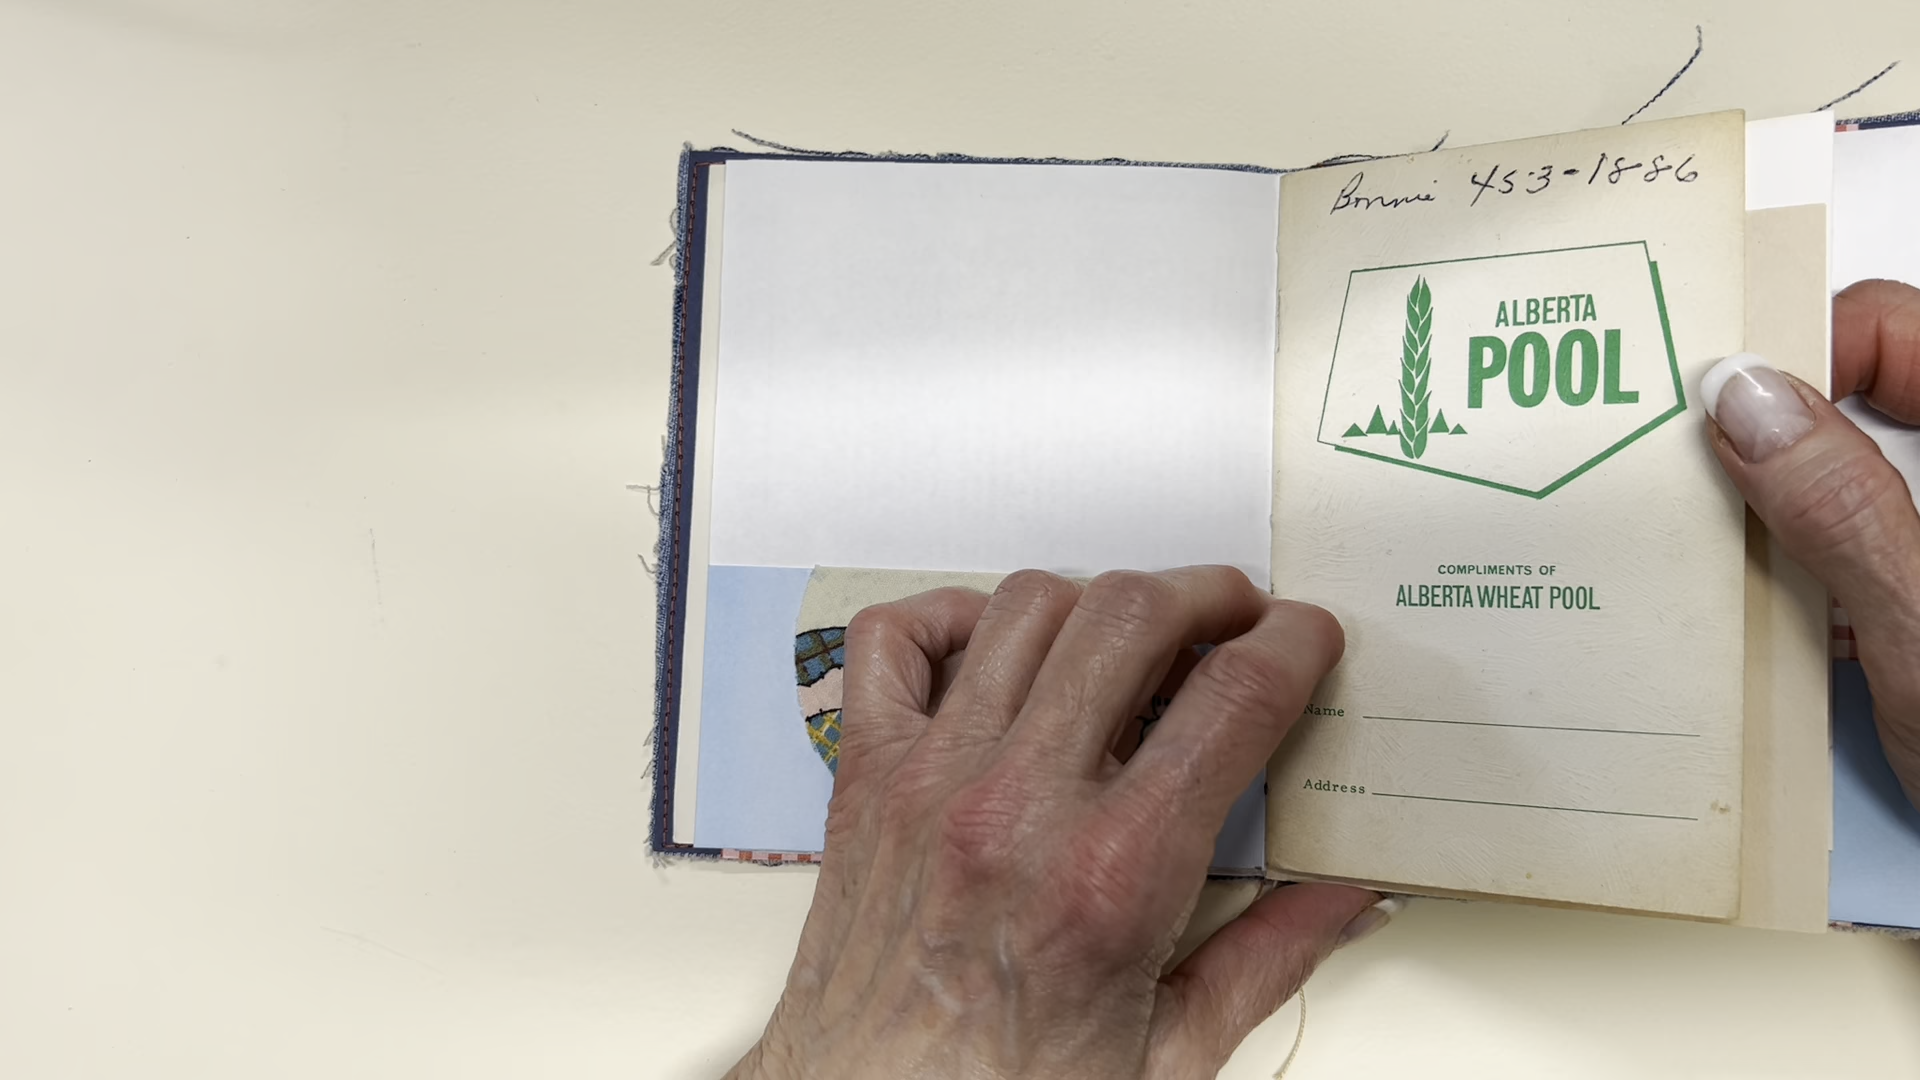 Bonnie 453-1886
ALBERTA
POOL
COMPLIMENTS OF
ALBERTA WHEAT POOL
Name
Address